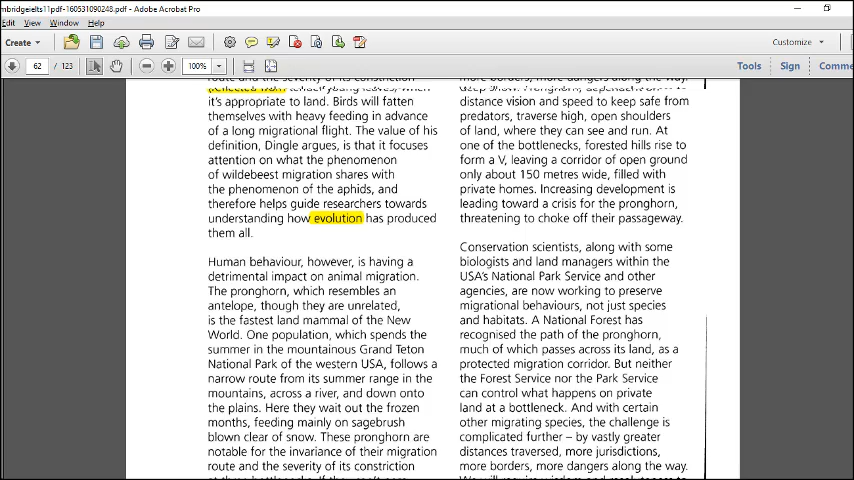 mbridgeielts11pdf-160531090248.pdf - Adobe Acrobat Pro
Edit View Window Help
Create
Customize
62 / 123
100%
Tools Sign Comme
route and the severity of its constriction
it's appropriate to land. Birds will fatten
themselves with heavy feeding in advance
of a long migrational flight. The value of his
definition, Dingle argues, is that it focuses
attention on what the phenomenon
of wildebeest migration shares with
the phenomenon of the aphids, and
therefore helps guide researchers towards
understanding how evolution has produced
them all.
Human behaviour, however, is having a
detrimental impact on animal migration.
The pronghorn, which resembles an
antelope, though they are unrelated,
is the fastest land mammal of the New
World. One population, which spends the
summer in the mountainous Grand Teton
National Park of the western USA, follows a
narrow route from its summer range in the
mountains, across a river, and down onto
the plains. Here they wait out the frozen
months, feeding mainly on sagebrush
blown clear of snow. These pronghorn are
notable for the invariance of their migration
route and the severity of its constriction
more borders, more dangers along the way.
distance vision and speed to keep safe from
predators, traverse high, open shoulders
of land, where they can see and run. At
one of the bottlenecks, forested hills rise to
form a V, leaving a corridor of open ground
only about 150 metres wide, filled with
private homes. Increasing development is
leading toward a crisis for the pronghorn,
threatening to choke off their passageway.
Conservation scientists, along with some
biologists and land managers within the
USA's National Park Service and other
agencies, are now working to preserve
migrational behaviours, not just species
and habitats. A National Forest has
recognised the path of the pronghorn,
much of which passes across its land, as a
protected migration corridor. But neither
the Forest Service nor the Park Service
can control what happens on private
land at a bottleneck. And with certain
other migrating species, the challenge is
complicated further – by vastly greater
distances traversed, more jurisdictions,
more borders, more dangers along the way.